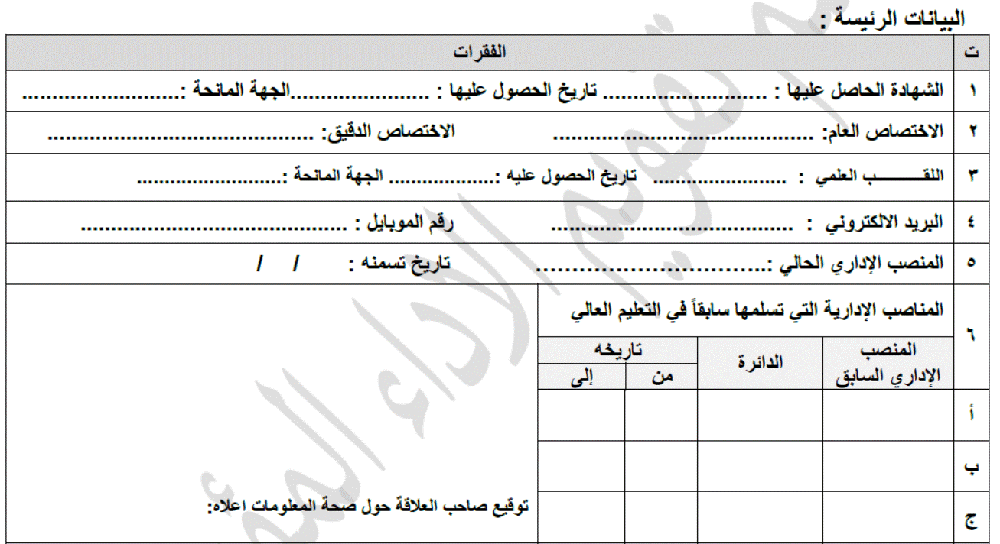 البيانات الرئيسة :
ت الفقرات
١ الشهادة الحاصل عليها : ........................... تاريخ الحصول عليها : .......................الجهة المانحة :..........................
٢ الاختصاص العام: ........................................... الاختصاص الدقيق: ............................................
٣ اللقـــــــب العلمي : ........................ تاريخ الحصول عليه :................... الجهة المانحة :..........................
٤ البريد الالكتروني : ........................................ رقم الموبايل : ............................................
٥ المنصب الإداري الحالي :................................ تاريخ تسمنه : / /
٦ المناصب الإدارية التي تسلمها سابقاً في التعليم العالي
المنصب الإداري السابق الدائرة تاريخه
من إلى
أ
ب
ج
توقيع صاحب العلاقة حول صحة المعلومات اعلاه:
تقويم الأداء